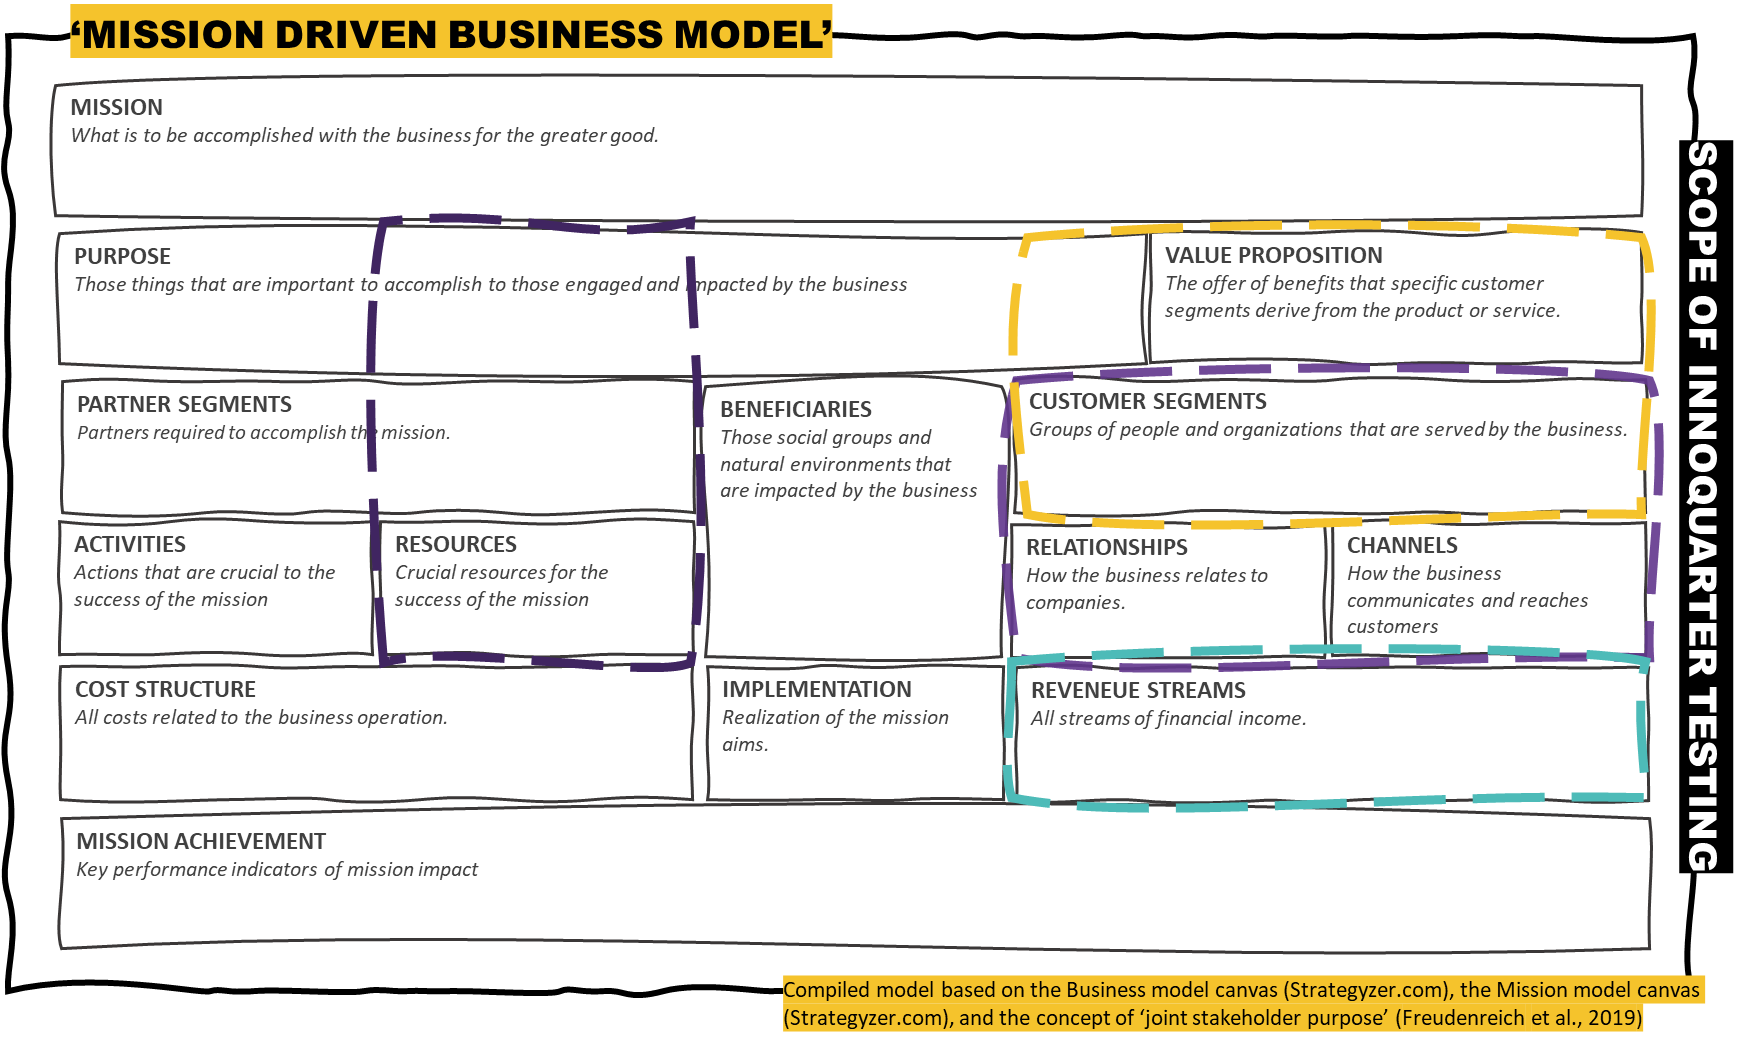 ‘MISSION DRIVEN BUSINESS MODEL’
MISSION
What is to be accomplished with the business for the greater good.
PURPOSE
Those things that are important to accomplish to those engaged and impacted by the business
VALUE PROPOSITION
The offer of benefits that specific customer
segments derive from the product or service.
PARTNER SEGMENTS
Partners required to accomplish the mission.
BENEFICIARIES
Those social groups and
natural environments that
are impacted by the business
CUSTOMER SEGMENTS
Groups of people and organizations that are served by the business.
ACTIVITIES
Actions that are crucial to the
success of the mission
RESOURCES
Crucial resources for the
success of the mission
RELATIONSHIPS
How the business relates to
companies.
CHANNELS
How the business
communicates and reaches
customers
COST STRUCTURE
All costs related to the business operation.
IMPLEMENTATION
Realization of the mission
aims.
REVENEUE STREAMS
All streams of financial income.
MISSION ACHIEVEMENT
Key performance indicators of mission impact
SCOPE OF INNOQUARTER TESTING
Compiled model based on the Business model canvas (Strategyzer.com), the Mission model canvas
(Strategyzer.com), and the concept of ‘joint stakeholder purpose’ (Freudenreich et al., 2019)